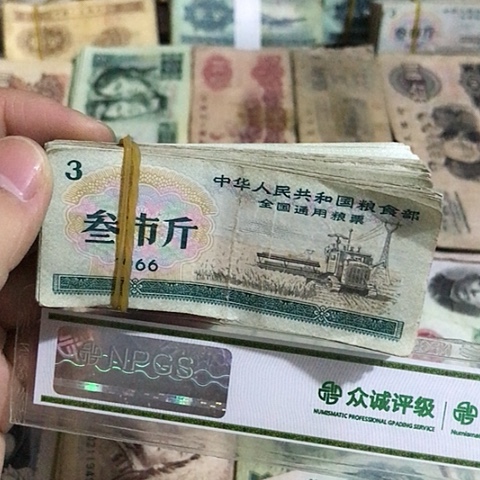 3
中华人民共和国粮食部
全国通用粮票
叁市斤
1966
NPGS
众诚评级
NUMISMATIC PROFESSIONAL GRADING SERVICE